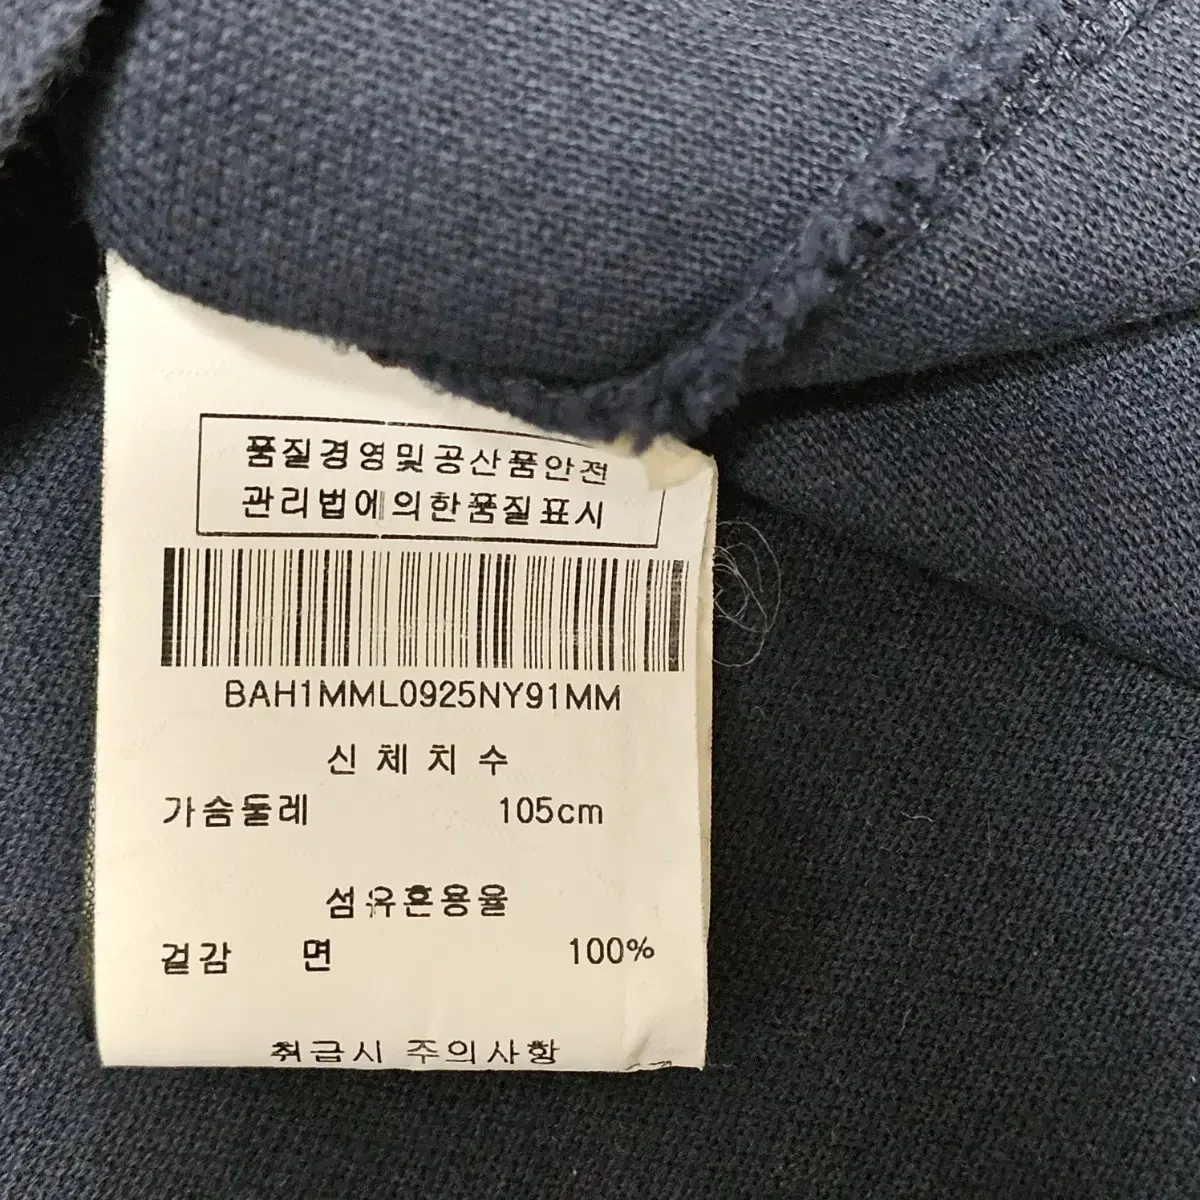 품질경영및공산품안전
관리법에의한품질표시
BAH1MML0925NY91MM
신체치수
가슴둘레 105cm
섬유혼용율
겉감 면 100%
취급시 주의사항